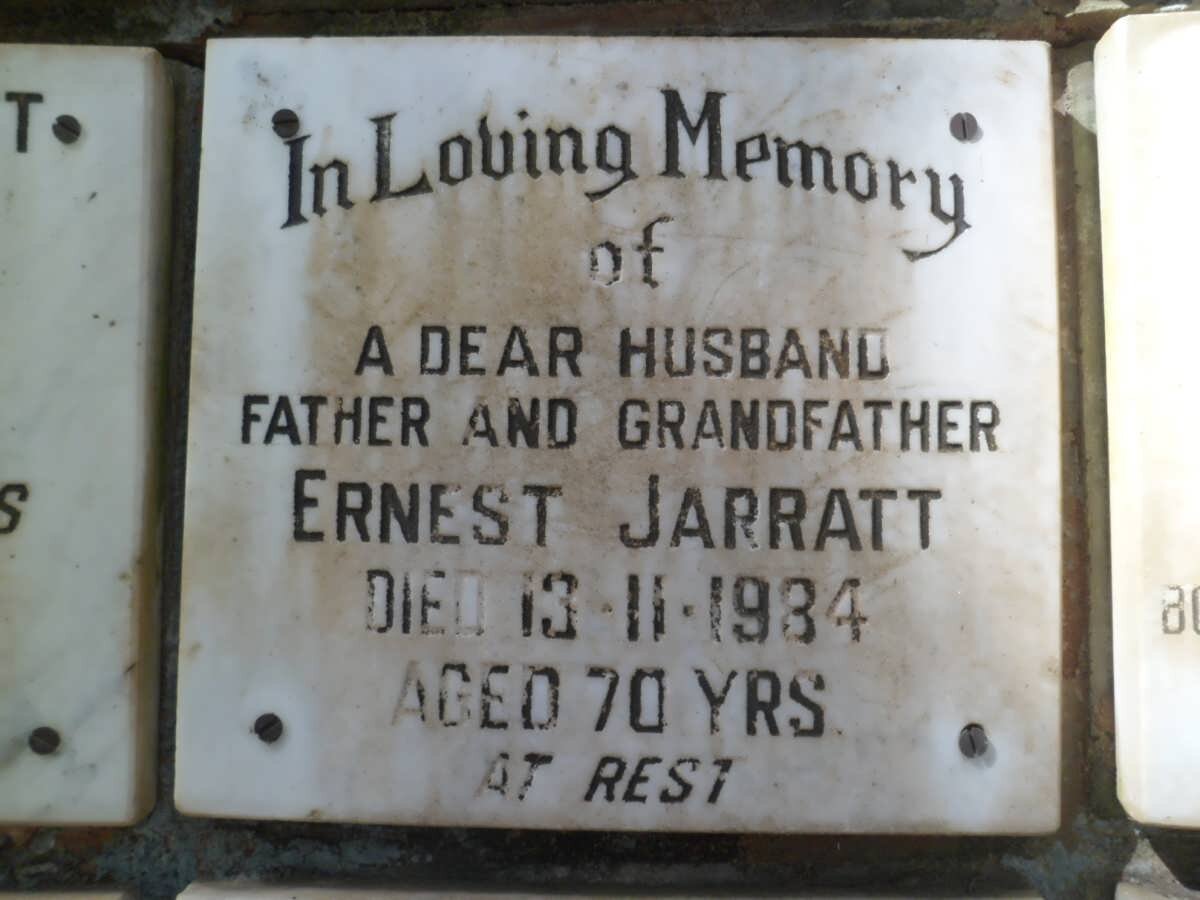 In Loving Memory
of
A DEAR HUSBAND
FATHER AND GRANDFATHER
ERNEST JARRATT
DIED 13·11·1984
AGED 70 YRS.
AT REST